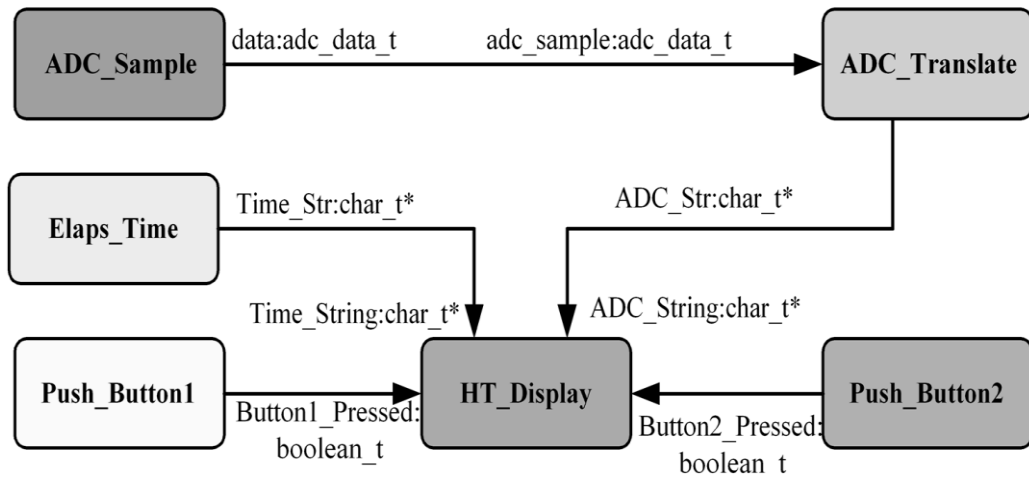 data:adc_data_t
adc_sample:adc_data_t
ADC_Sample
ADC_Translate
Time_Str:char_t*
ADC_Str:char_t*
Elaps_Time
Time_String:char_t*
ADC_String:char_t*
Push_Button1
HT_Display
Push_Button2
Button1_Pressed:
boolean_t
Button2_Pressed:
boolean_t